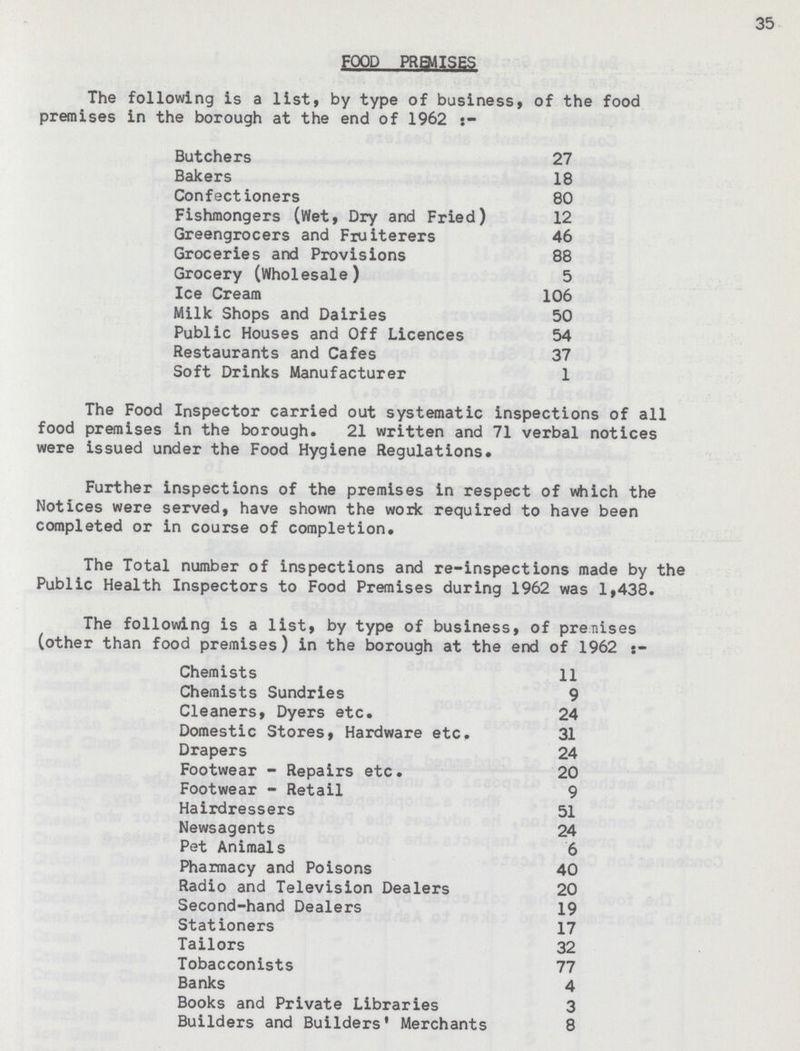 35
FOOD PREMISES
The following is a list, by type of business, of the food
premises in the borough at the end of 1962 :-
Butchers 27
Bakers 18
Confectioners 80
Fishmongers (Wet, Dry and Fried) 12
Greengrocers and Fruiterers 46
Groceries and Provisions 88
Grocery (Wholesale) 5
Ice Cream 106
Milk Shops and Dairies 50
Public Houses and Off Licences 54
Restaurants and Cafes 37
Soft Drinks Manufacturer 1
The Food Inspector carried out systematic inspections of all
food premises in the borough. 21 written and 71 verbal notices
were issued under the Food Hygiene Regulations.
Further inspections of the premises in respect of which the
Notices were served, have shown the work required to have been
completed or in course of completion.
The Total number of inspections and re-inspections made by the
Public Health Inspectors to Food Premises during 1962 was 1,438.
The following is a list, by type of business, of premises
(other than food premises) in the borough at the end of 1962 :-
Chemists 11
Chemists Sundries 9
Cleaners, Dyers etc. 24
Domestic Stores, Hardware etc. 31
Drapers 24
Footwear - Repairs etc. 20
Footwear - Retail 9
Hairdressers 51
Newsagents 24
Pet Animals 6
Pharmacy and Poisons 40
Radio and Television Dealers 20
Second-hand Dealers 19
Stationers 17
Tailors 32
Tobacconists 77
Banks 4
Books and Private Libraries 3
Builders and Builders' Merchants 8